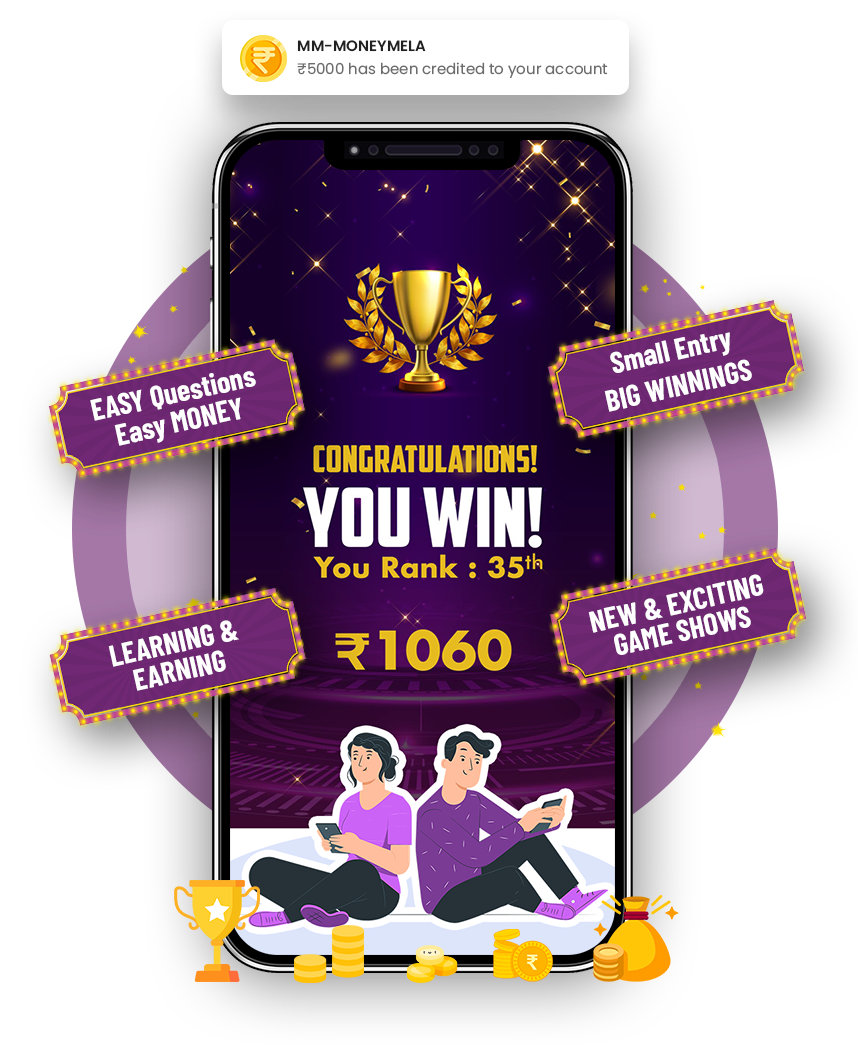 MM-MONEYMELA
₹5000 has been credited to your account
EASY Questions
Easy MONEY
Small Entry
BIG WINNINGS
CONGRATULATIONS!
YOU WIN!
You Rank : 35th
LEARNING &
EARNING
NEW & EXCITING
GAME SHOWS
₹1060